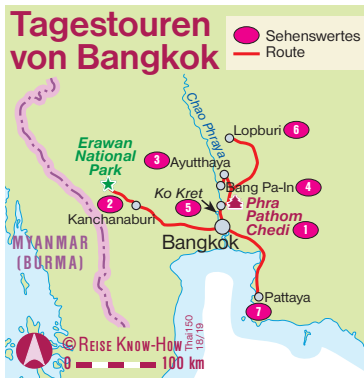 Tagestouren
von Bangkok
Sehenswertes
Route
Chao Phraya
Lopburi
6
Erawan
National
Park
3
Ayutthaya
Bang Pa-In
4
Ko Kret
2
5
Phra
Pathom
Chedi
1
Kanchanaburi
Bangkok
MYANMAR
(BURMA)
Pattaya
7
© REISE KNOW-HOW
Thai150
18/19
0
100 km